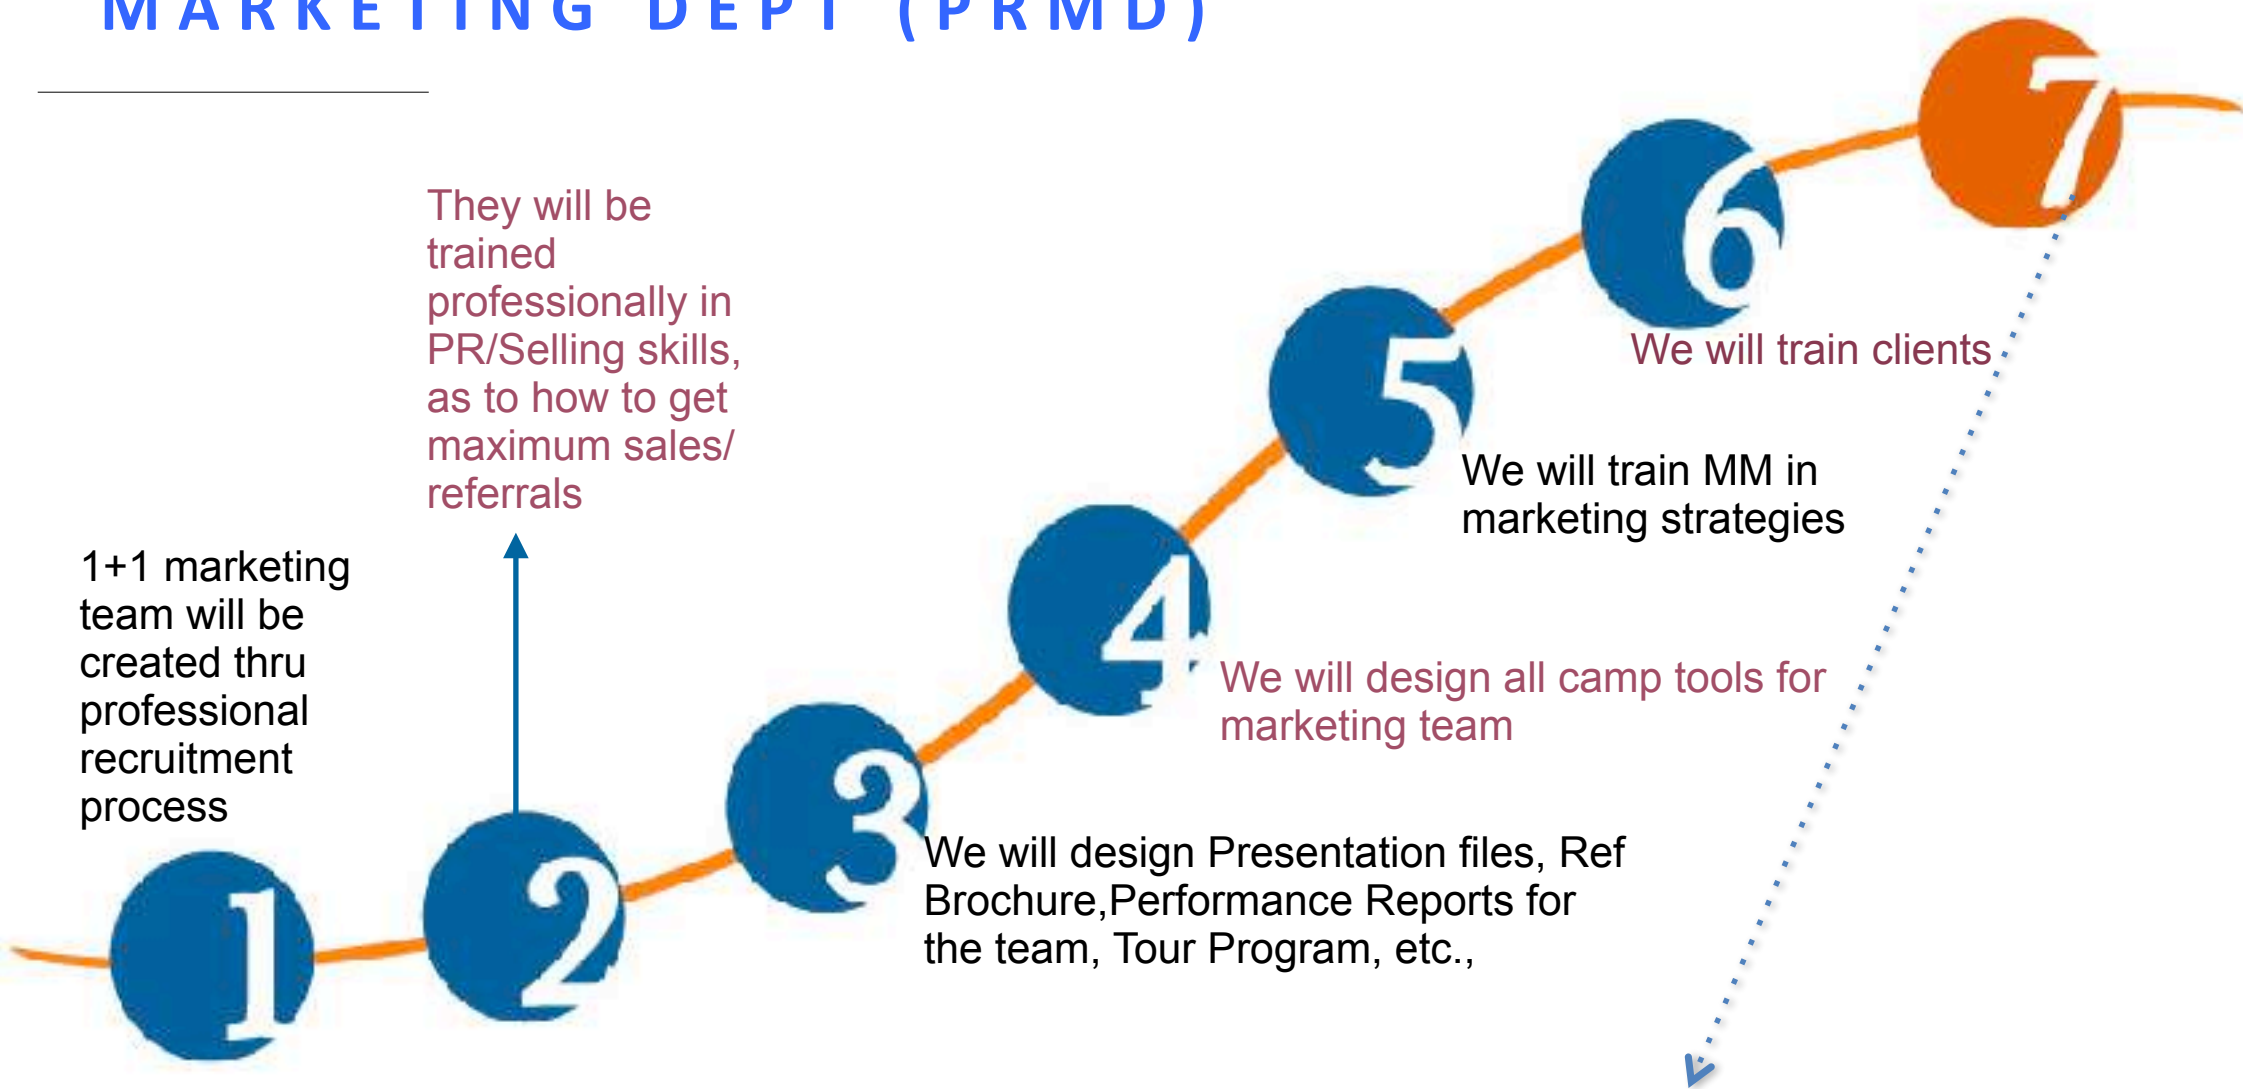 MARKETING DEPT (PRMD)
1+1 marketing
team will be
created thru
professional
recruitment
process
1
They will be
trained
professionally in
PR/Selling skills,
as to how to get
maximum sales/
referrals
2
3
We will design Presentation files, Ref
Brochure,Performance Reports for
the team, Tour Program, etc.,
4
We will design all camp tools for
marketing team
5
We will train MM in
marketing strategies
6
We will train clients
7